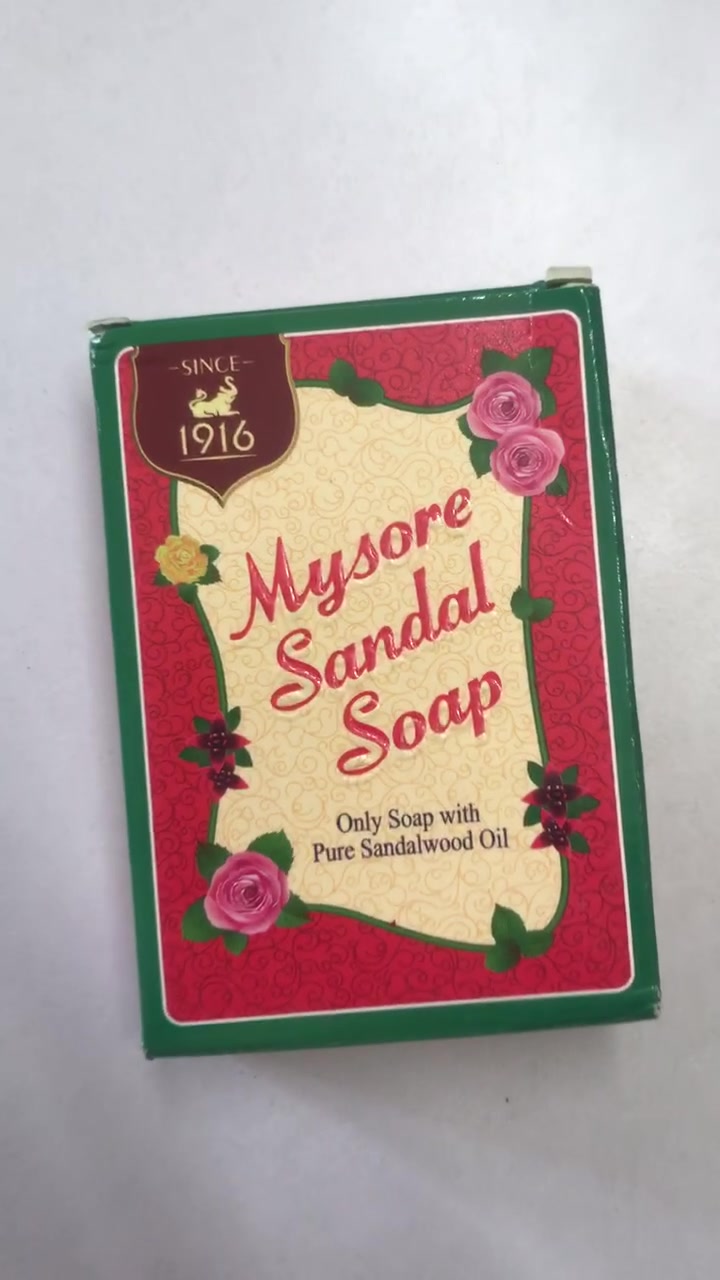 -SINCE-
1916
Mysore
Sandal
Soap
Only Soap with
Pure Sandalwood Oil